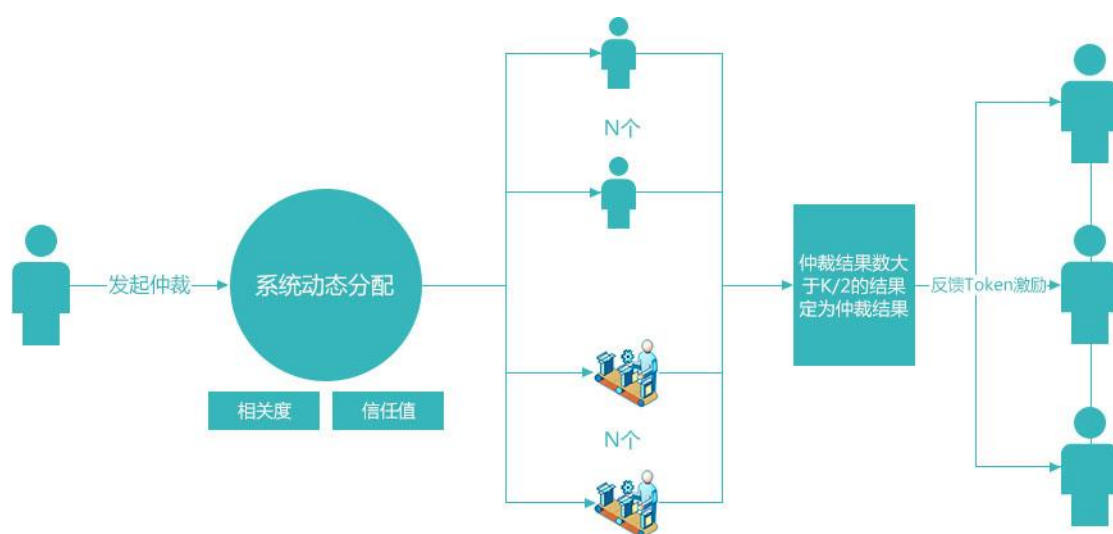 发起仲裁
系统动态分配
相关度
信任值
N个
N个
仲裁结果数大
于K/2的结果
定为仲裁结果
反馈Token激励